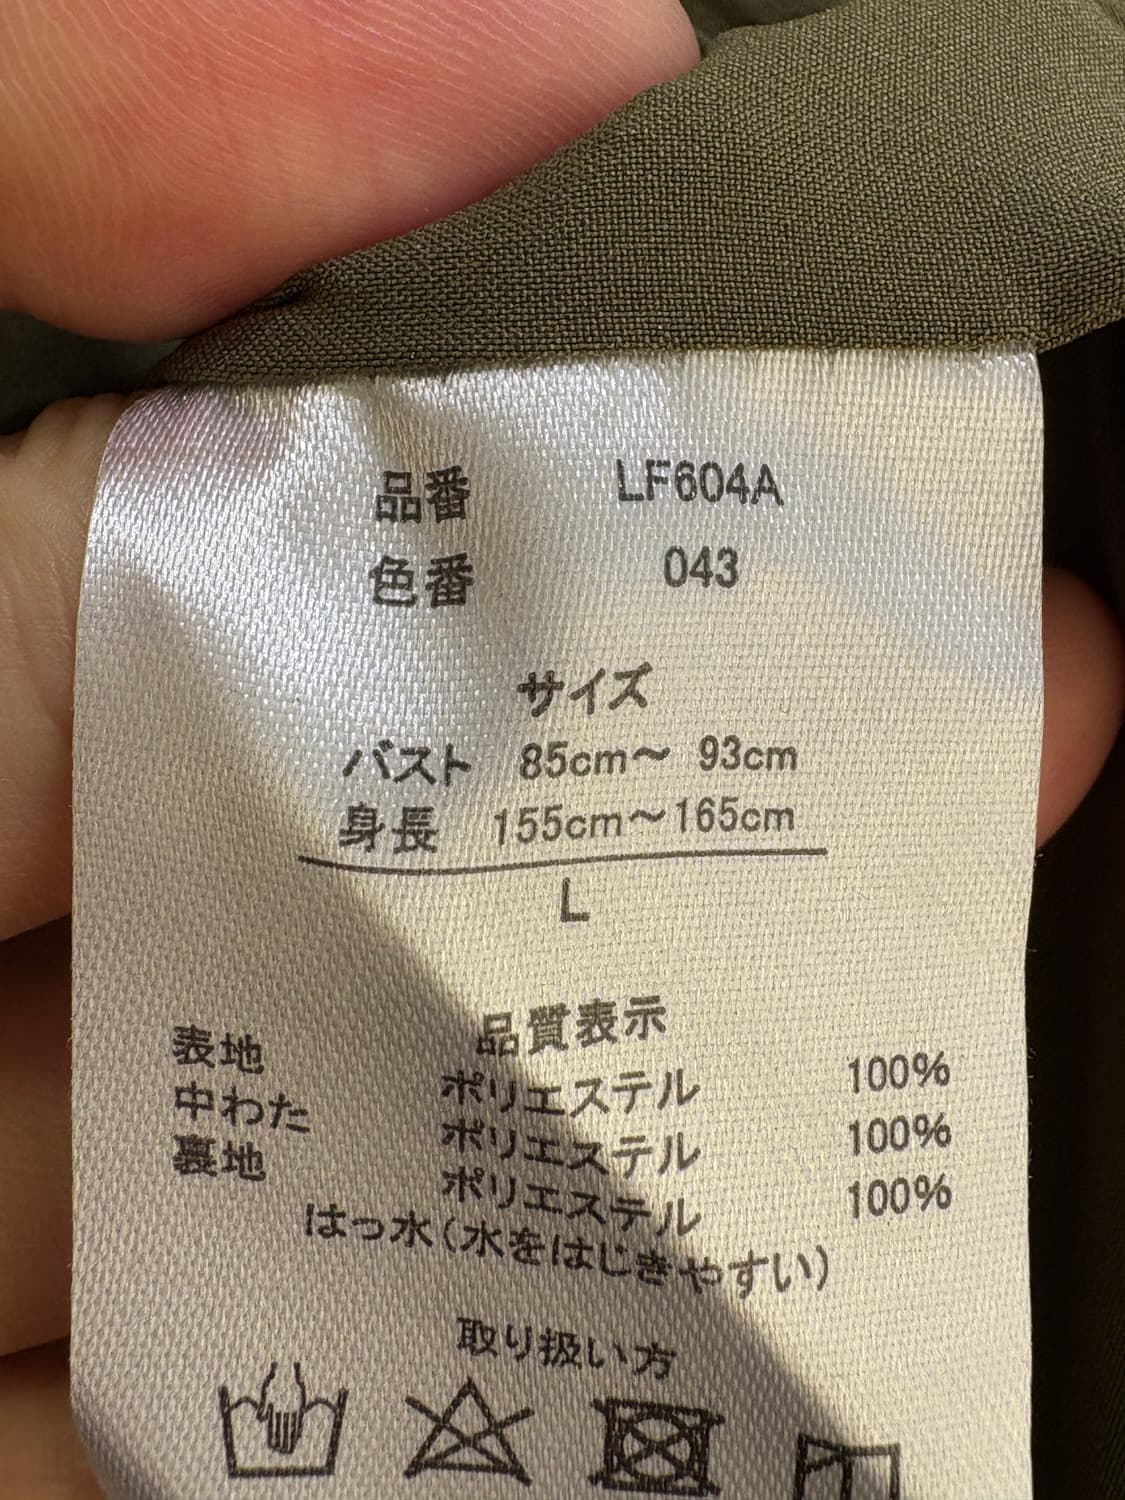 品番 LF604A
色番 043
サイズ
バスト 85cm～ 93cm
身長 155cm～165cm
L
品質表示
表地 ポリエステル 100%
中わた ポリエステル 100%
裏地 ポリエステル 100%
はっ水(水をはじきやすい)
取り扱い方